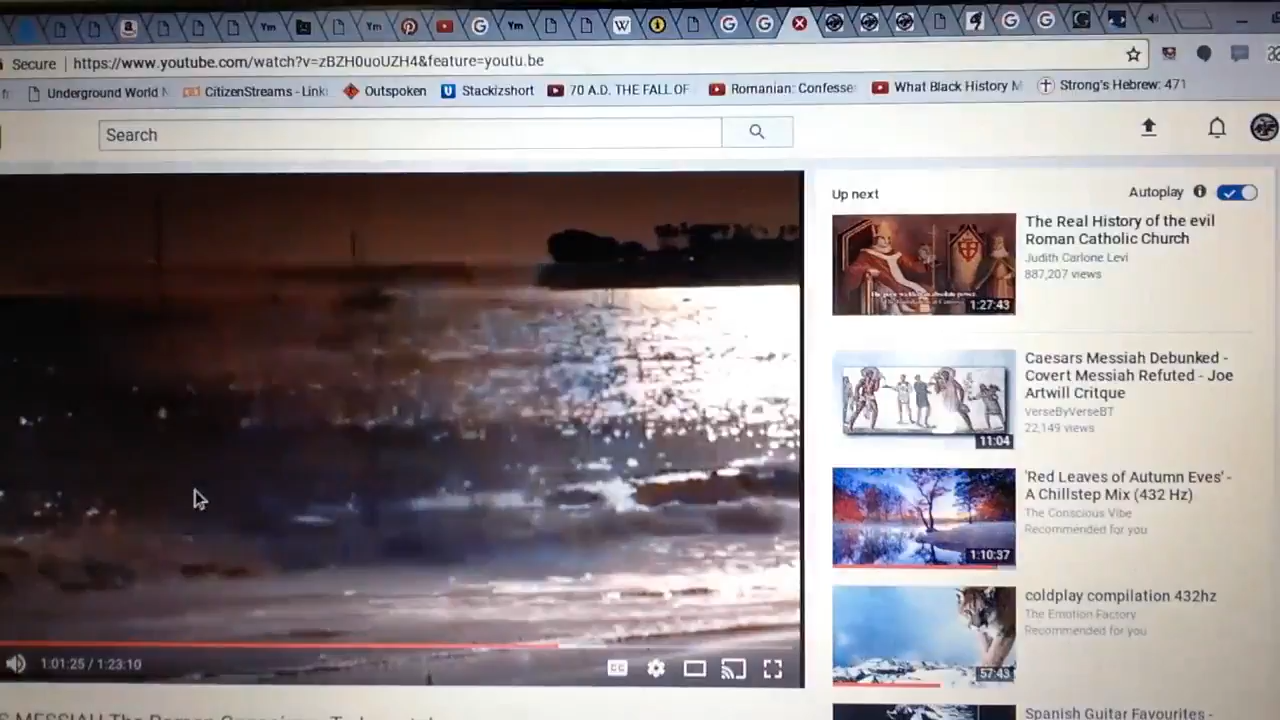 Ym
Ym
Ym
Secure | https://www.youtube.com/watch?v=zBZH0uoUZH4&feature=youtu.be
Underground World N
CitizenStreams - Link
Outspoken
Stackizshort
70 A.D. THE FALL OF
Romanian: Confesse
What Black History M
Strong's Hebrew: 471
Search
Up next
Autoplay
The Real History of the evil
Roman Catholic Church
Judith Carlone Levi
887,207 views
1:27:43
Caesars Messiah Debunked -
Covert Messiah Refuted - Joe
Artwill Critque
VerseByVerseBT
22,149 views
11:04
'Red Leaves of Autumn Eves' -
A Chillstep Mix (432 Hz)
The Conscious Vibe
Recommended for you
1:10:37
coldplay compilation 432hz
The Emotion Factory
Recommended for you
57:43
1:01:25 / 1:23:10
CC
Spanish Guitar Favourites -